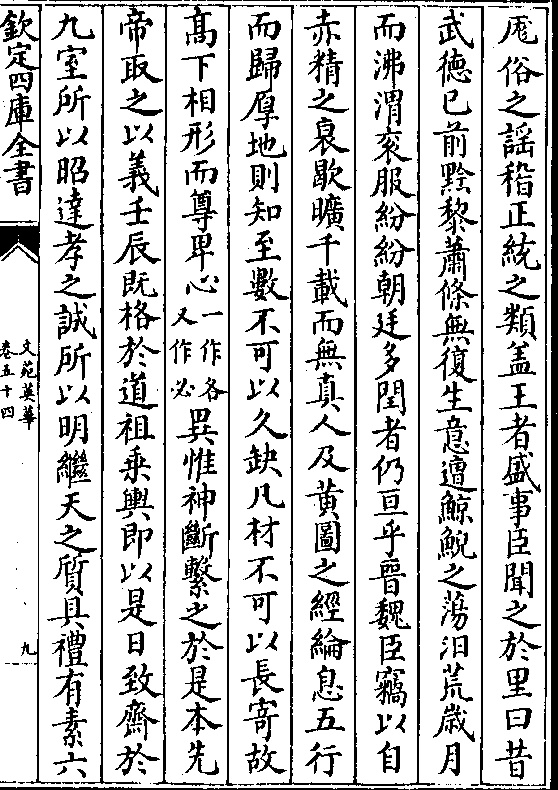 厖俗之謡稽正統之類盖王者盛事臣聞之於里曰昔
武德已前黔黎蕭條無復生意遭鯨鯢之蕩汨荒歲月
而沸渭衮服紛紛朝廷多閏者仍亘乎晉魏臣竊以自
赤精之衰歇曠千載而無真人及黄圖之經綸息五行
而歸厚地則知至數不可以久缺凡材不可以長寄故
髙下相形而尊卑心一作各又作必異惟神斷繫之於是本先
帝取之以義壬辰既格於道祖乗輿即以是日致齋於
九室所以昭達孝之誠所以明繼天之質具禮有素六
欽定四庫全書
文苑英華
卷五十四
九